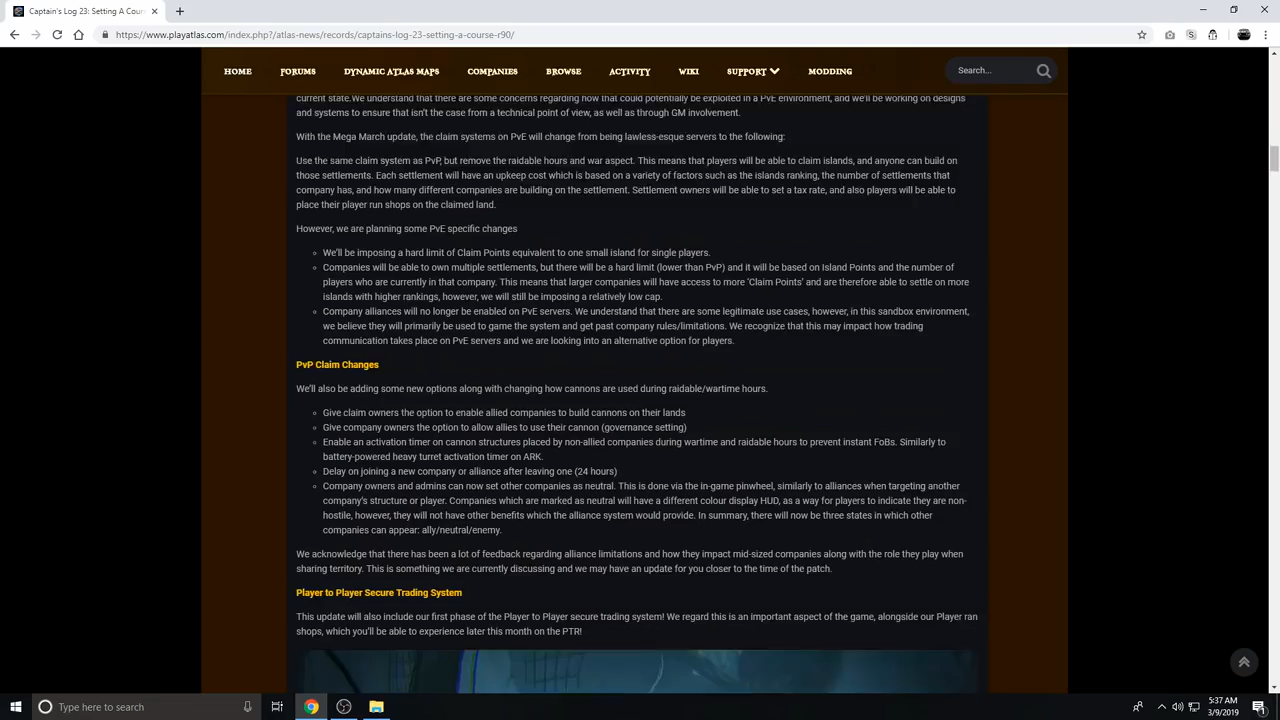 Captain's Log 23: Setting A Cour
https://www.playatlas.com/index.php?/atlas-news/records/captains-log-23-setting-a-course-r90/
HOME FORUMS DYNAMIC ATLAS MAPS COMPANIES BROWSE ACTIVITY WIKI SUPPORT MODDING Search...
current state.We understand that there are some concerns regarding how that could potentially be exploited in a PvE environment, and we'll be working on designs
and systems to ensure that isn't the case from a technical point of view, as well as through GM involvement.
With the Mega March update, the claim systems on PvE will change from being lawless-esque servers to the following:
Use the same claim system as PvP, but remove the raidable hours and war aspect. This means that players will be able to claim islands, and anyone can build on
those settlements. Each settlement will have an upkeep cost which is based on a variety of factors such as the islands ranking, the number of settlements that
company has, and how many different companies are building on the settlement. Settlement owners will be able to set a tax rate, and also players will be able to
place their player run shops on the claimed land.
However, we are planning some PvE specific changes
We'll be imposing a hard limit of Claim Points equivalent to one small island for single players.
Companies will be able to own multiple settlements, but there will be a hard limit (lower than PvP) and it will be based on Island Points and the number of
players who are currently in that company. This means that larger companies will have access to more 'Claim Points' and are therefore able to settle on more
islands with higher rankings, however, we will still be imposing a relatively low cap.
Company alliances will no longer be enabled on PvE servers. We understand that there are some legitimate use cases, however, in this sandbox environment,
we believe they will primarily be used to game the system and get past company rules/limitations. We recognize that this may impact how trading
communication takes place on PvE servers and we are looking into an alternative option for players.
PvP Claim Changes
We'll also be adding some new options along with changing how cannons are used during raidable/wartime hours.
Give claim owners the option to enable allied companies to build cannons on their lands
Give company owners the option to allow allies to use their cannon (governance setting)
Enable an activation timer on cannon structures placed by non-allied companies during wartime and raidable hours to prevent instant FoBs. Similarly to
battery-powered heavy turret activation timer on ARK.
Delay on joining a new company or alliance after leaving one (24 hours)
Company owners and admins can now set other companies as neutral. This is done via the in-game pinwheel, similarly to alliances when targeting another
company's structure or player. Companies which are marked as neutral will have a different colour display HUD, as a way for players to indicate they are non-
hostile, however, they will not have other benefits which the alliance system would provide. In summary, there will now be three states in which other
companies can appear: ally/neutral/enemy.
We acknowledge that there has been a lot of feedback regarding alliance limitations and how they impact mid-sized companies along with the role they play when
sharing territory. This is something we are currently discussing and we may have an update for you closer to the time of the patch.
Player to Player Secure Trading System
This update will also include our first phase of the Player to Player secure trading system! We regard this is an important aspect of the game, alongside our Player ran
shops, which you'll be able to experience later this month on the PTR!
Type here to search
5:37 AM
3/9/2019